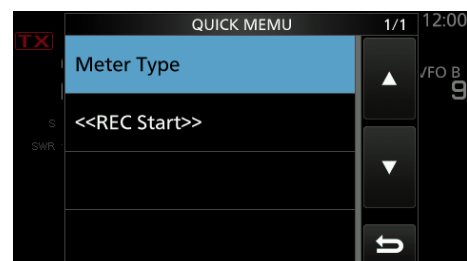 QUICK MEMU 1/1 12:00
TX
Meter Type
VFO B
9
<<REC Start>>
S
SWR